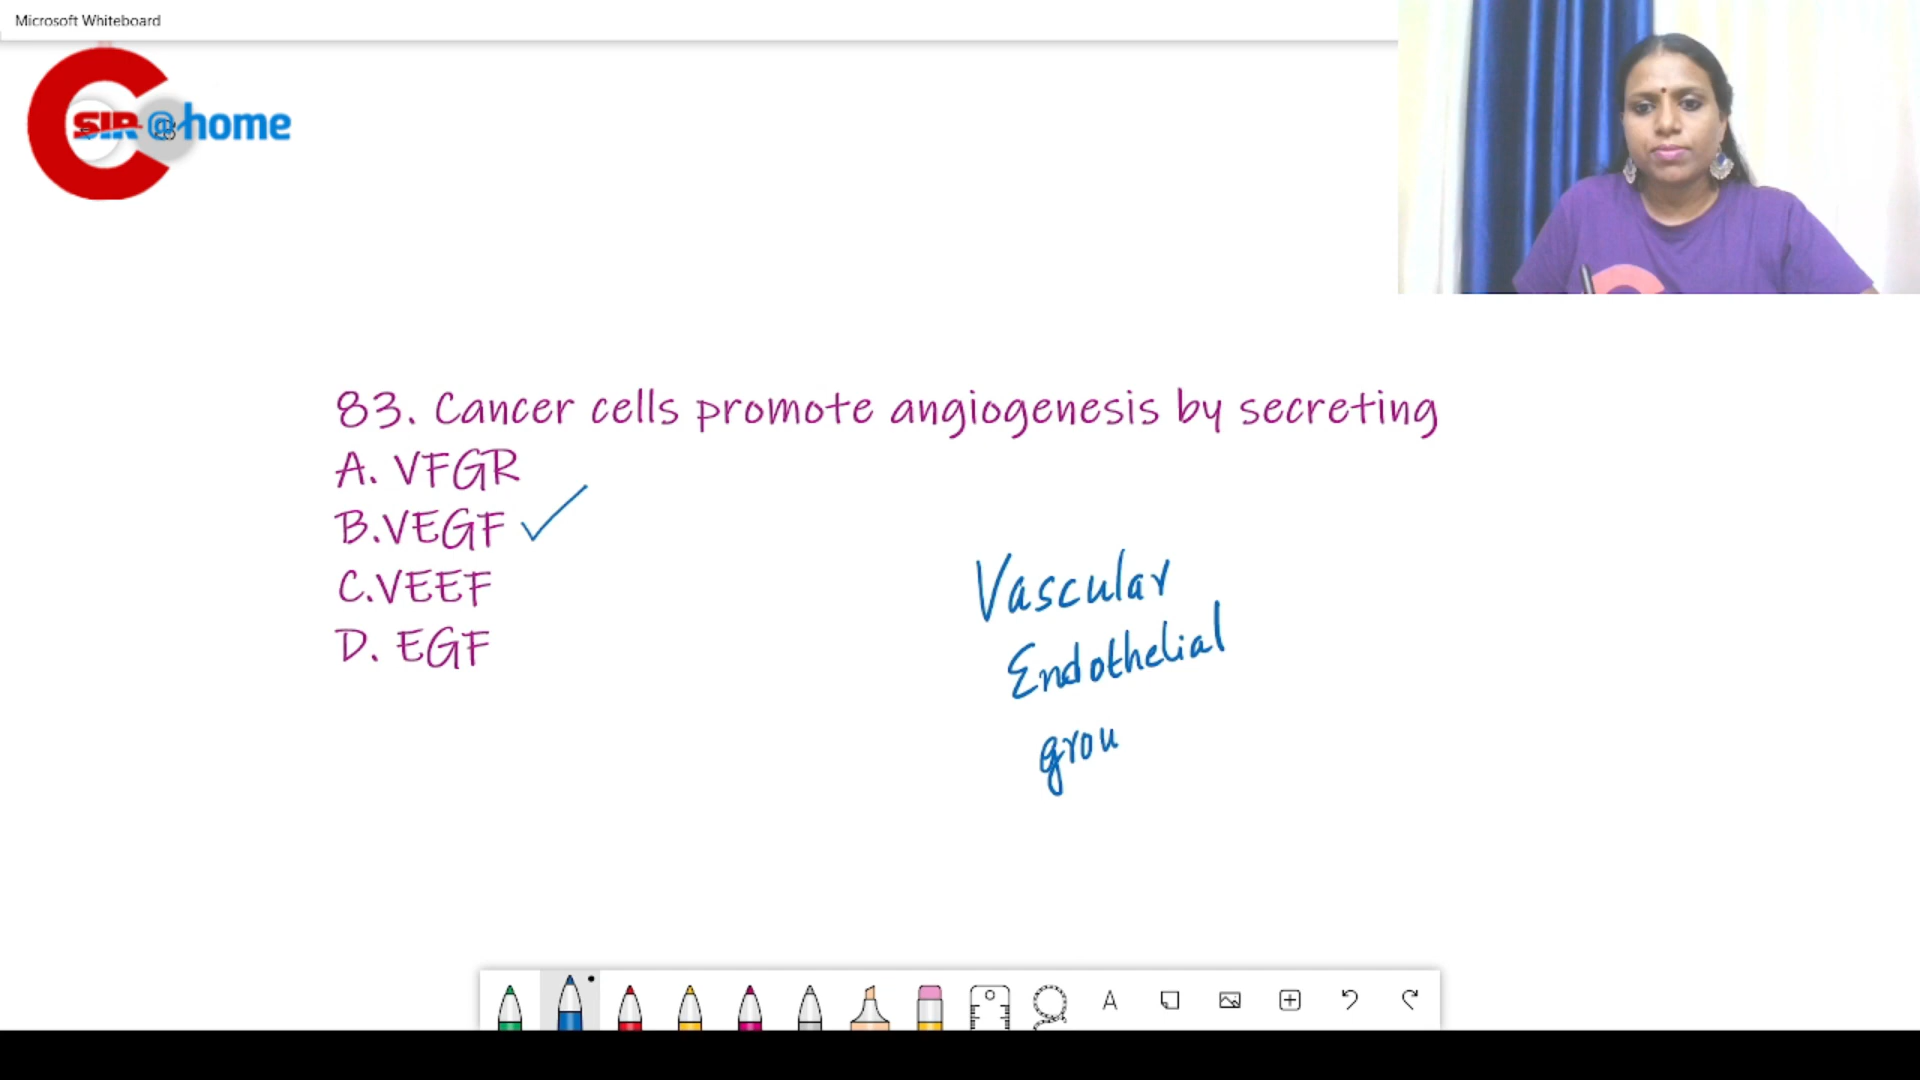 Microsoft Whiteboard
SIR @home
83. Cancer cells promote angiogenesis by secreting
A. VFGR
B.VEGF
C.VEEF
D. EGF
Vascular
Endothelial
grou
A